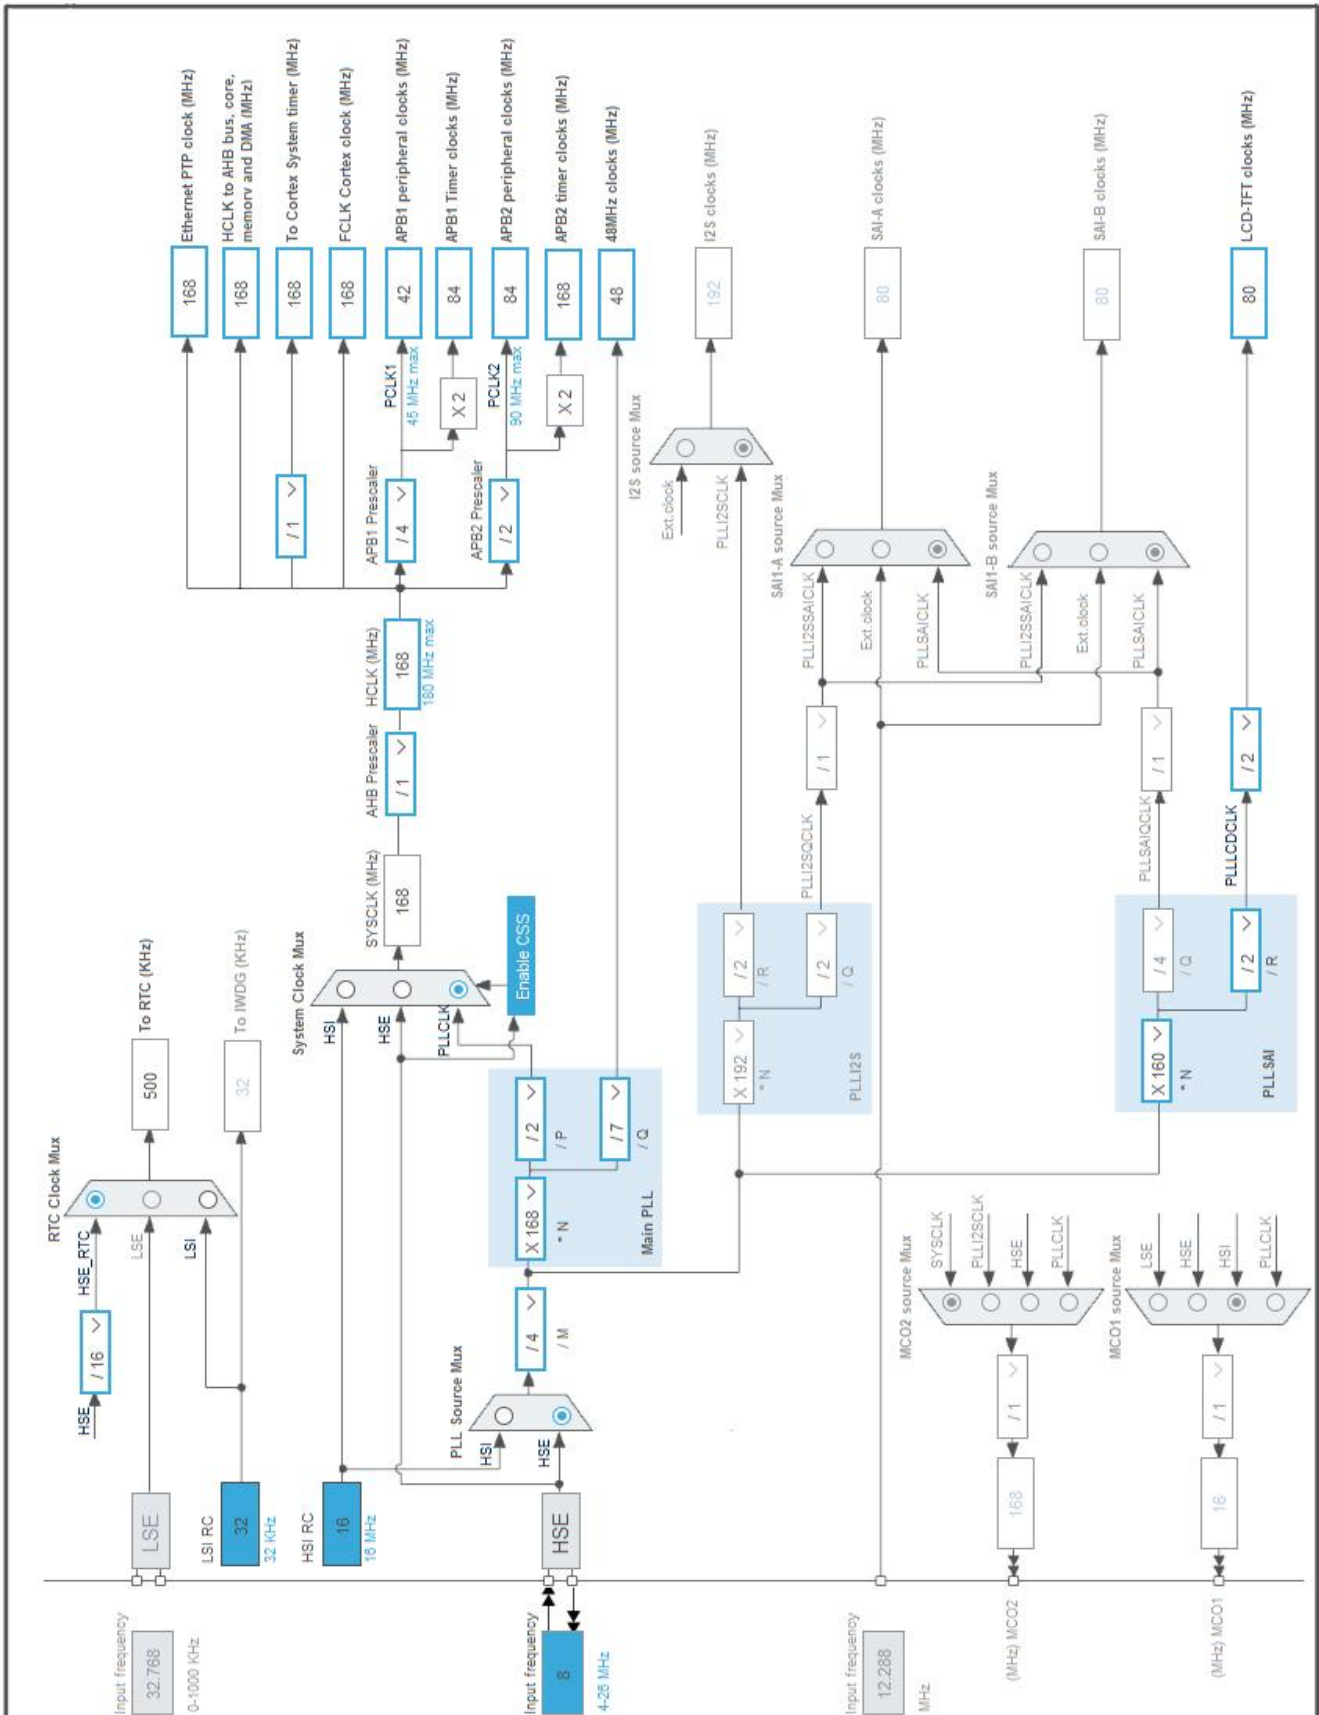 Input frequency
32.768
0-1000 KHz
LSE
LSI RC
32
32 KHz
HSI RC
16
16 MHz
HSE
/ 16
HSE_RTC
LSE
LSI
RTC Clock Mux
500
To RTC (KHz)
32
To IWDG (KHz)
Input frequency
8
4-26 MHz
HSE
PLL Source Mux
HSI
HSE
/ 4
/ M
X 168
* N
/ 2
/ P
/ 7
/ Q
Main PLL
System Clock Mux
HSI
HSE
PLLCLK
Enable CSS
SYSCLK (MHz)
168
AHB Prescaler
/ 1
HCLK (MHz)
168
180 MHz max
/ 1
APB1 Prescaler
/ 4
APB2 Prescaler
/ 2
PCLK1
45 MHz max
X 2
PCLK2
90 MHz max
X 2
168
Ethernet PTP clock (MHz)
168
HCLK to AHB bus, core,
memory and DMA (MHz)
168
To Cortex System timer (MHz)
168
FCLK Cortex clock (MHz)
42
APB1 peripheral clocks (MHz)
84
APB1 Timer clocks (MHz)
84
APB2 peripheral clocks (MHz)
168
APB2 timer clocks (MHz)
48
48MHz clocks (MHz)
X 192
* N
/ 2
/ R
/ 2
/ Q
PLLI2S
I2S source Mux
Ext.clock
PLLI2SCLK
192
I2S clocks (MHz)
PLLI2SQCLK
/ 1
SAI1-A source Mux
PLLI2SSAICLK
Ext.clock
PLLSAICLK
80
SAI-A clocks (MHz)
SAI1-B source Mux
PLLI2SSAICLK
Ext.clock
PLLSAICLK
80
SAI-B clocks (MHz)
Input frequency
12.288
MHz
X 160
* N
/ 4
/ Q
/ 2
/ R
PLLSAI
PLLSAIQCLK
/ 1
PLLLCDCLK
/ 2
80
LCD-TFT clocks (MHz)
MCO2 source Mux
SYSCLK
PLLI2SCLK
HSE
PLLCLK
/ 1
168
(MHz) MCO2
MCO1 source Mux
LSE
HSE
HSI
PLLCLK
/ 1
16
(MHz) MCO1